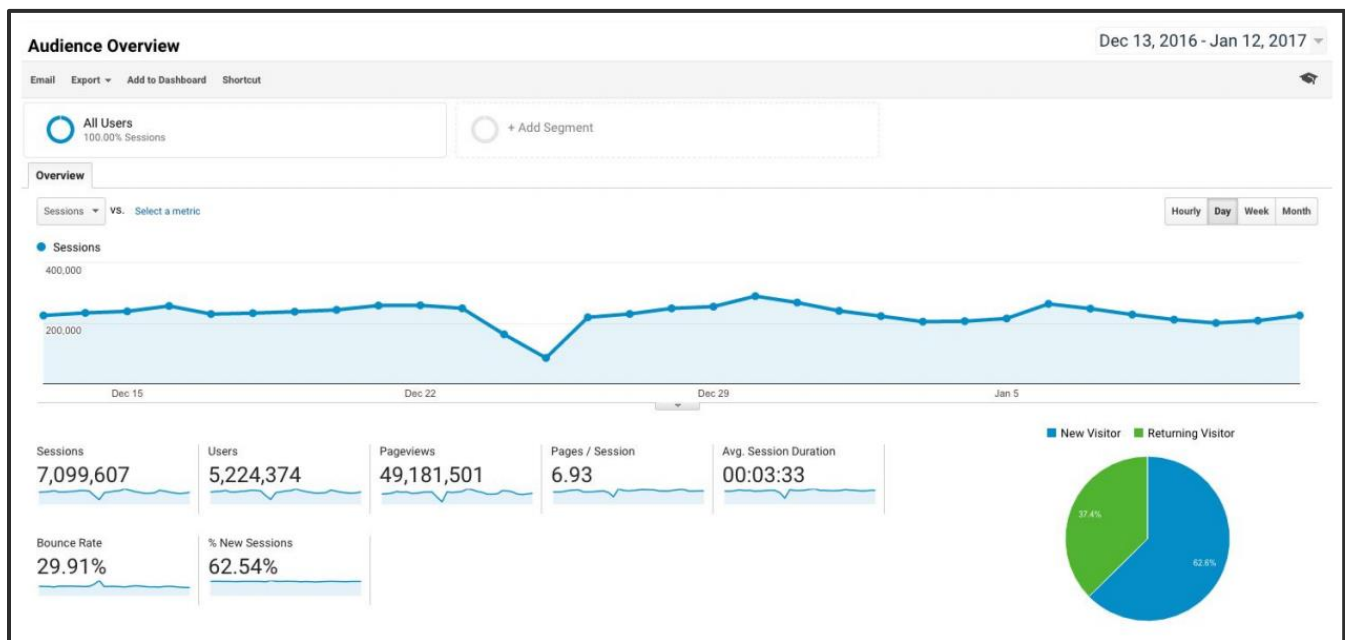 Audience Overview
Dec 13, 2016 - Jan 12, 2017
Email Export Add to Dashboard Shortcut
All Users
100.00% Sessions
+ Add Segment
Overview
Sessions VS. Select a metric
Hourly Day Week Month
Sessions
400,000
200,000
Dec 15 Dec 22 Dec 29 Jan 5
New Visitor Returning Visitor
Sessions Users Pageviews Pages / Session Avg. Session Duration
7,099,607 5,224,374 49,181,501 6.93 00:03:33
37.4%
62.6%
Bounce Rate % New Sessions
29.91% 62.54%